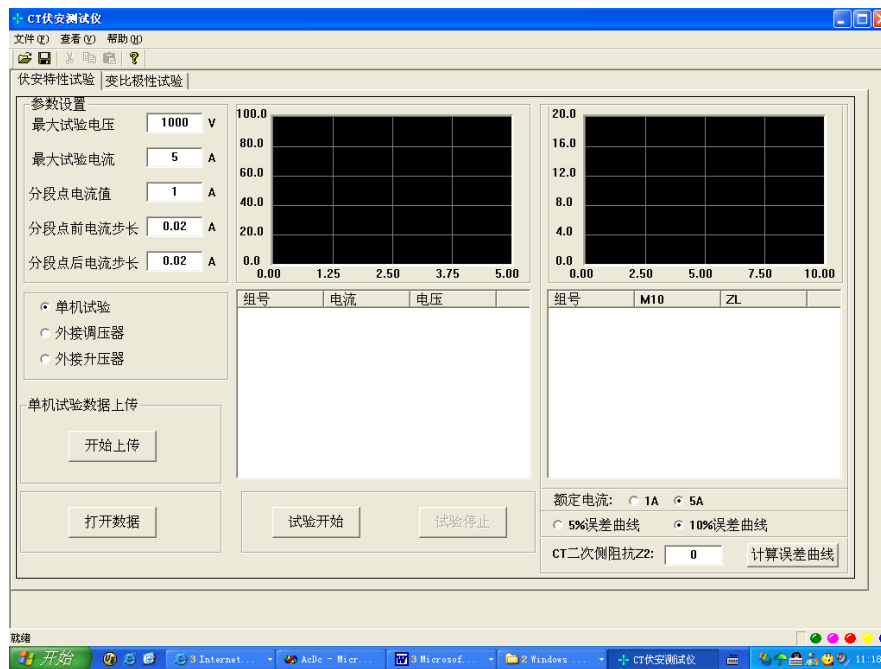 CT伏安测试仪
文件(F) 查看(V) 帮助(H)
伏安特性试验 变比极性试验
参数设置
最大试验电压 1000 V
最大试验电流 5 A
分段点电流值 1 A
分段点前电流步长 0.02 A
分段点后电流步长 0.02 A
单机试验
外接调压器
外接升压器
单机试验数据上传
开始上传
打开数据
100.0
80.0
60.0
40.0
20.0
0.0
0.00 1.25 2.50 3.75 5.00
组号 电流 电压
试验开始 试验停止
20.0
16.0
12.0
8.0
4.0
0.0
0.00 2.50 5.00 7.50 10.00
组号 M10 ZL
额定电流: 1A 5A
5%误差曲线 10%误差曲线
CT二次侧阻抗Z2: 0 计算误差曲线
就绪
开始 3 Internet... AcDc - Micr... 3 Microsof... 2 Windows ... CT伏安测试仪 11:18